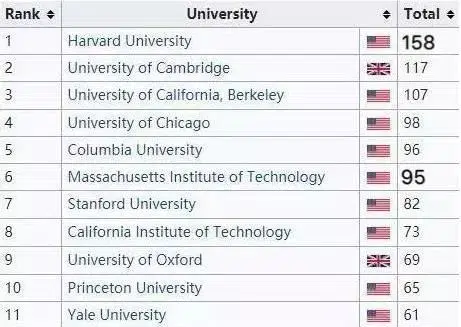 Rank University Total
1 Harvard University 158
2 University of Cambridge 117
3 University of California, Berkeley 107
4 University of Chicago 98
5 Columbia University 96
6 Massachusetts Institute of Technology 95
7 Stanford University 82
8 California Institute of Technology 73
9 University of Oxford 69
10 Princeton University 65
11 Yale University 61